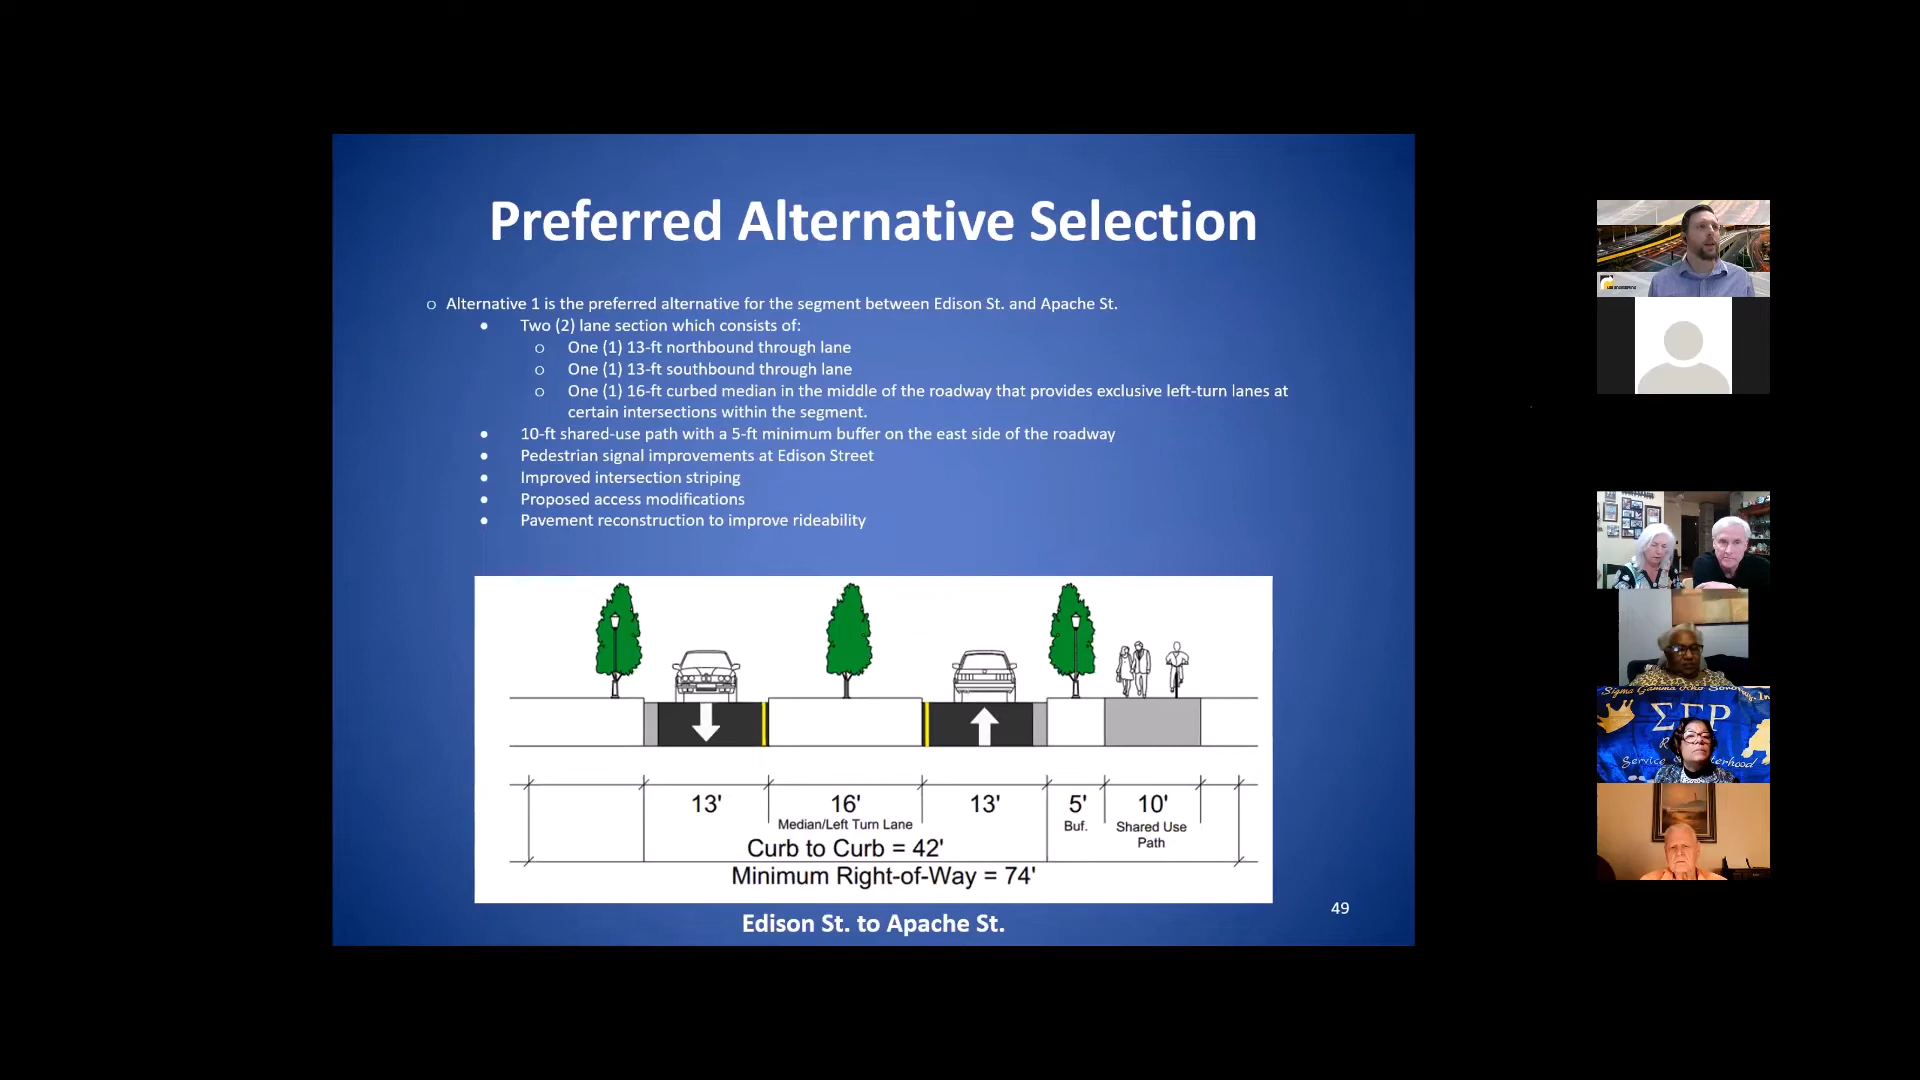 Preferred Alternative Selection
o Alternative 1 is the preferred alternative for the segment between Edison St. and Apache St.
• Two (2) lane section which consists of:
o One (1) 13-ft northbound through lane
o One (1) 13-ft southbound through lane
o One (1) 16-ft curbed median in the middle of the roadway that provides exclusive left-turn lanes at
certain intersections within the segment.
• 10-ft shared-use path with a 5-ft minimum buffer on the east side of the roadway
• Pedestrian signal improvements at Edison Street
• Improved intersection striping
• Proposed access modifications
• Pavement reconstruction to improve rideability
13' 16' 13' 5' 10'
Median/Left Turn Lane Buf. Shared Use
Path
Curb to Curb = 42'
Minimum Right-of-Way = 74'
Edison St. to Apache St.
49
Sigma Gamma Rho Sorority, In
ΣΓΡ
Service